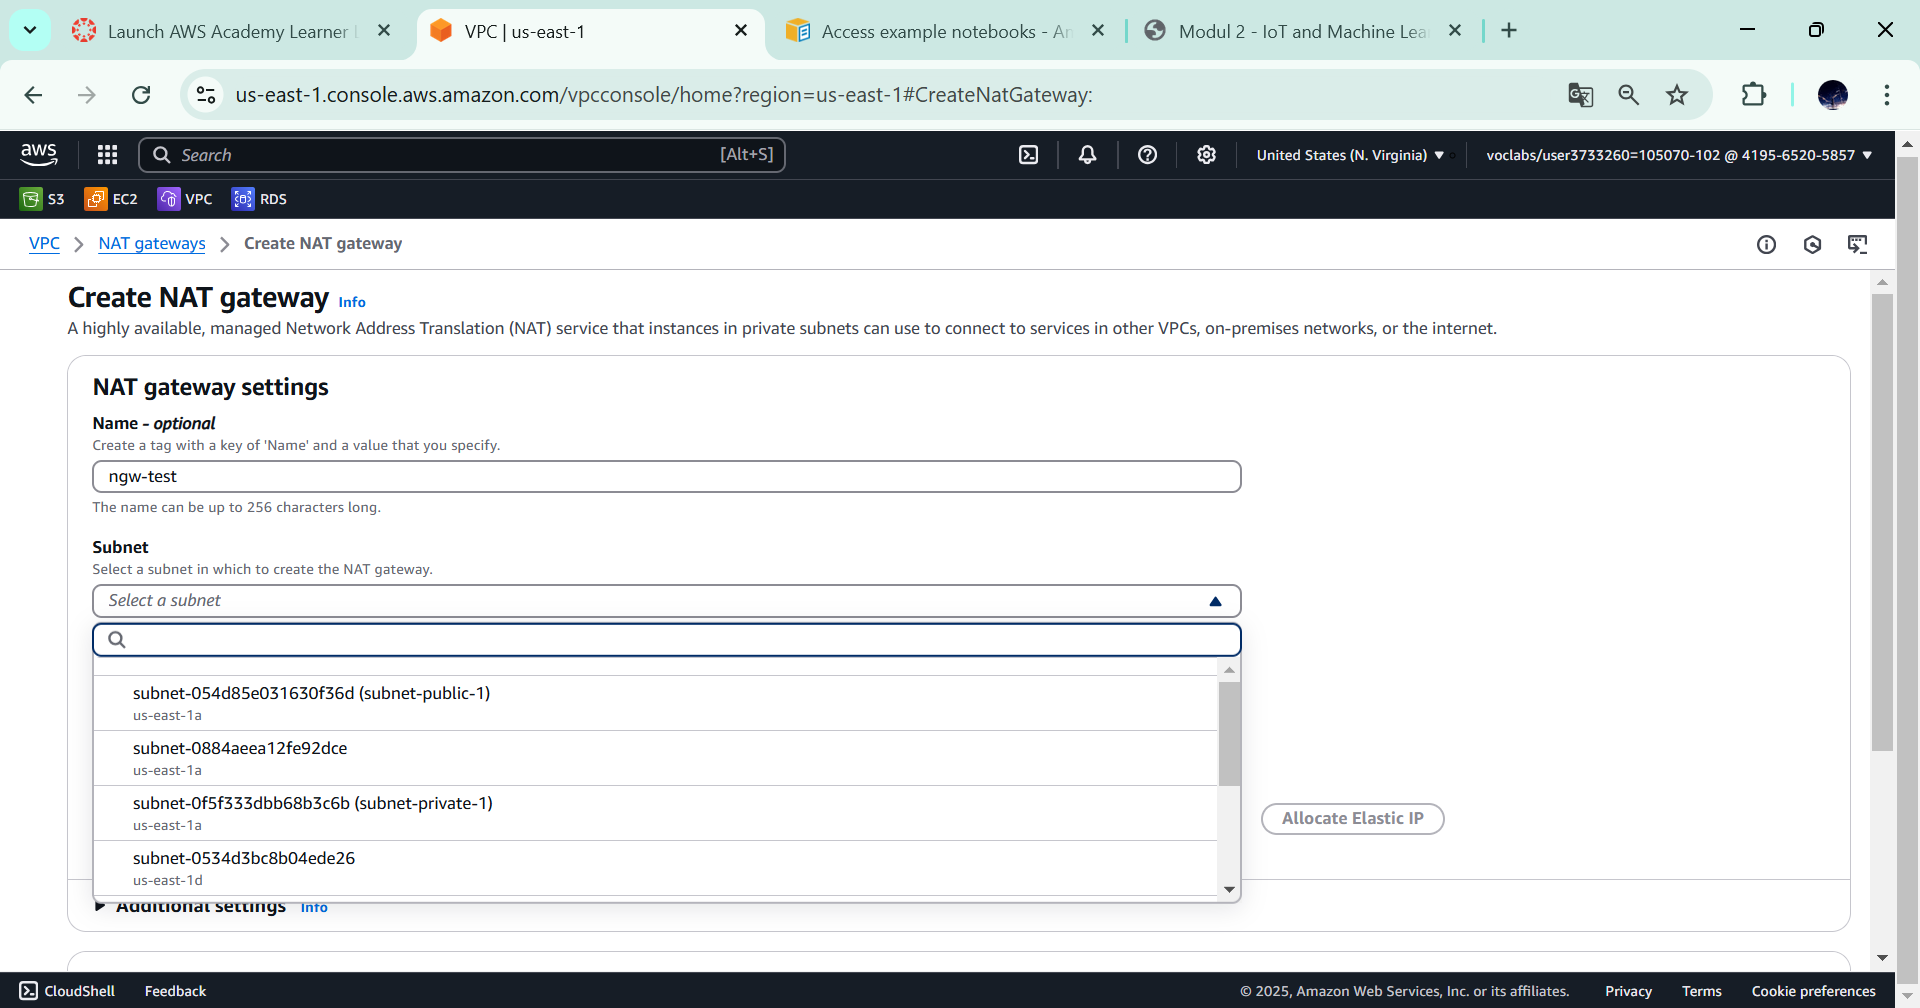 Launch AWS Academy Learner L
VPC | us-east-1
Access example notebooks - An
Modul 2 - IoT and Machine Lea
us-east-1.console.aws.amazon.com/vpcconsole/home?region=us-east-1#CreateNatGateway:
aws
Search
[Alt+S]
United States (N. Virginia)
voclabs/user3733260=105070-102 @ 4195-6520-5857
S3
EC2
VPC
RDS
VPC
NAT gateways
Create NAT gateway
Create NAT gateway Info
A highly available, managed Network Address Translation (NAT) service that instances in private subnets can use to connect to services in other VPCs, on-premises networks, or the internet.
NAT gateway settings
Name - optional
Create a tag with a key of 'Name' and a value that you specify.
ngw-test
The name can be up to 256 characters long.
Subnet
Select a subnet in which to create the NAT gateway.
Select a subnet
subnet-054d85e031630f36d (subnet-public-1)
us-east-1a
subnet-0884aeea12fe92dce
us-east-1a
subnet-0f5f333dbb68b3c6b (subnet-private-1)
us-east-1a
Allocate Elastic IP
subnet-0534d3bc8b04ede26
us-east-1d
Additional settings Info
CloudShell
Feedback
© 2025, Amazon Web Services, Inc. or its affiliates.
Privacy
Terms
Cookie preferences